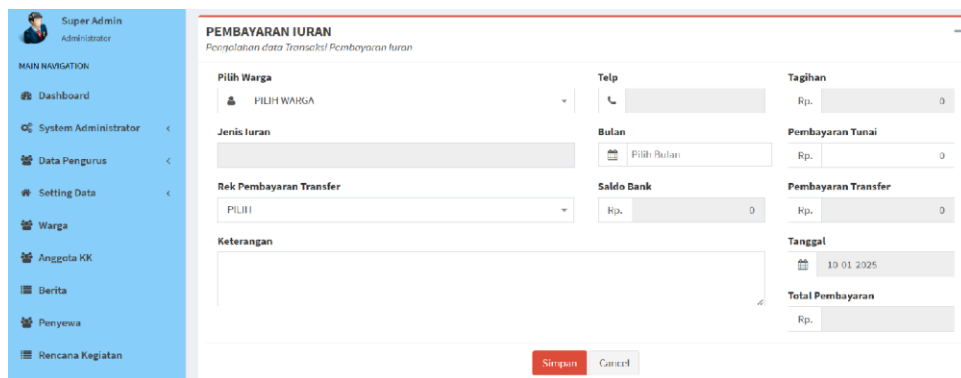 Super Admin
Administrator
MAIN NAVIGATION
Dashboard
System Administrator
Data Pengurus
Setting Data
Warga
Anggota KK
Berita
Penyewa
Rencana Kegiatan
PEMBAYARAN IURAN
Pengolahan data Transaksi Pembayaran Iuran
Pilih Warga
PILIH WARGA
Telp
Tagihan
Rp. 0
Jenis Iuran
Bulan
Pilih Bulan
Pembayaran Tunai
Rp. 0
Rek Pembayaran Transfer
PILIH
Saldo Bank
Rp. 0
Pembayaran Transfer
Rp. 0
Keterangan
Tanggal
10-01-2025
Total Pembayaran
Rp.
Simpan
Cancel